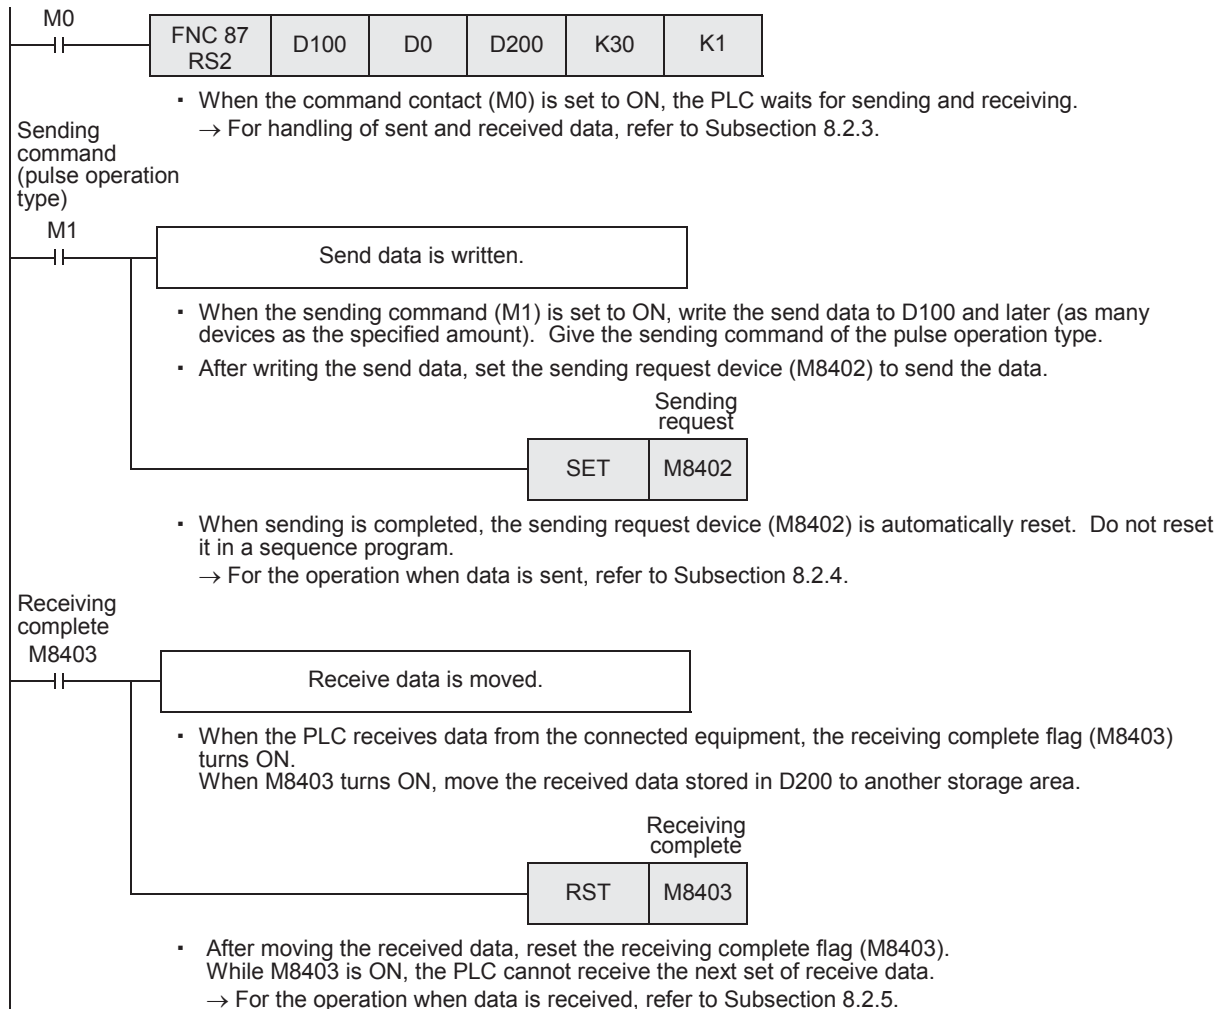 M0
FNC 87
RS2
D100
D0
D200
K30
K1
▪ When the command contact (M0) is set to ON, the PLC waits for sending and receiving.
→ For handling of sent and received data, refer to Subsection 8.2.3.
Sending
command
(pulse operation
type)
M1
Send data is written.
▪ When the sending command (M1) is set to ON, write the send data to D100 and later (as many
devices as the specified amount). Give the sending command of the pulse operation type.
▪ After writing the send data, set the sending request device (M8402) to send the data.
Sending
request
SET
M8402
▪ When sending is completed, the sending request device (M8402) is automatically reset. Do not reset
it in a sequence program.
→ For the operation when data is sent, refer to Subsection 8.2.4.
Receiving
complete
M8403
Receive data is moved.
▪ When the PLC receives data from the connected equipment, the receiving complete flag (M8403)
turns ON.
When M8403 turns ON, move the received data stored in D200 to another storage area.
Receiving
complete
RST
M8403
▪ After moving the received data, reset the receiving complete flag (M8403).
While M8403 is ON, the PLC cannot receive the next set of receive data.
→ For the operation when data is received, refer to Subsection 8.2.5.